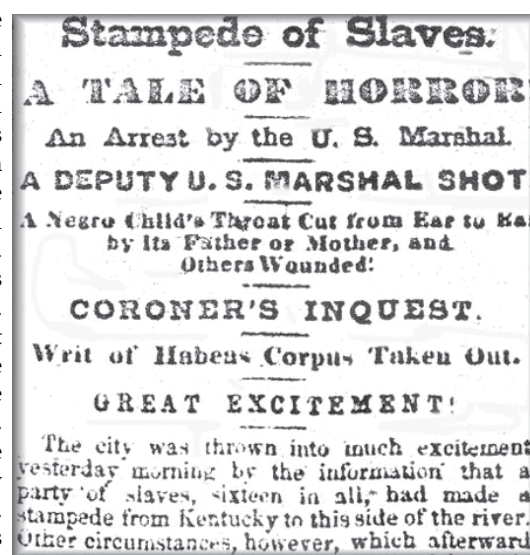 Stampede of Slaves.
A TALE OF HORROR
An Arrest by the U. S. Marshal.
A DEPUTY U. S. MARSHAL SHOT
A Negro Child's Throat Cut from Ear to Ea
by its Father or Mother, and
Others Wounded!
CORONER'S INQUEST.
Writ of Habeas Corpus Taken Out.
GREAT EXCITEMENT!
The city was thrown into much excitement
yesterday morning by the information that a
party of slaves, sixteen in all, had made a
stampede from Kentucky to this side of the river.
Other circumstances, however, which afterward